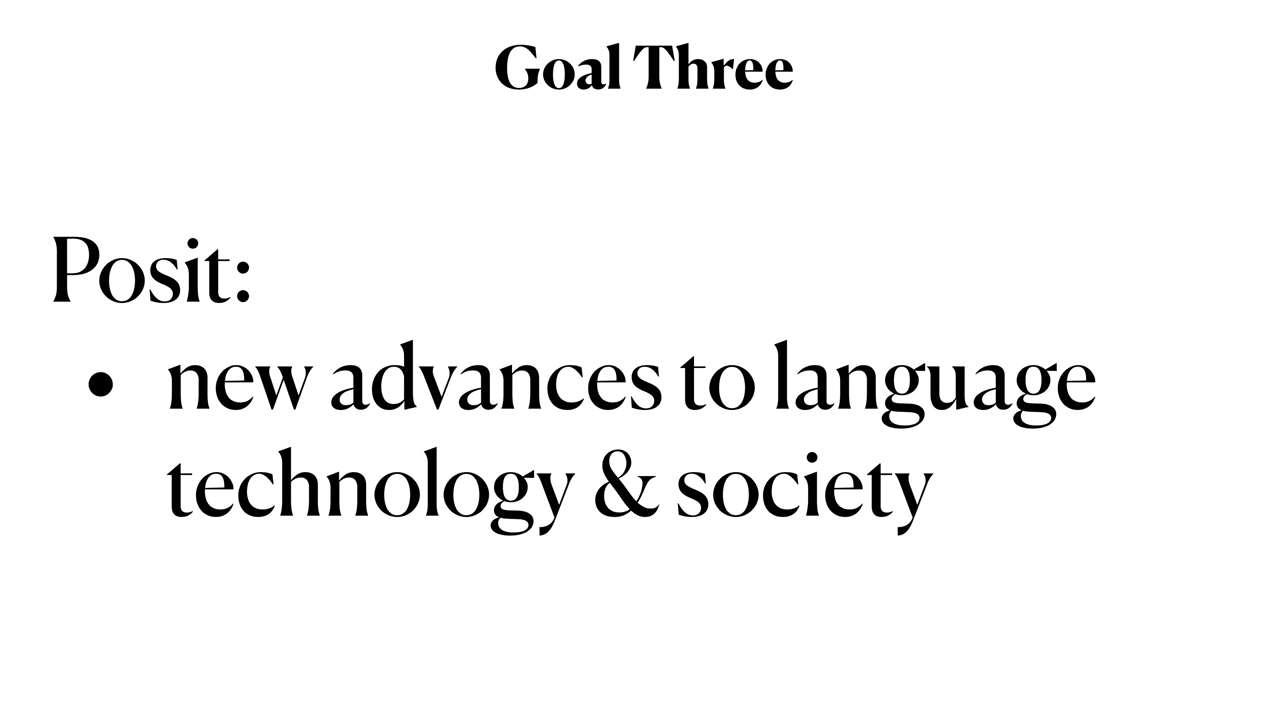 Goal Three
Posit:
• new advances to language
technology & society